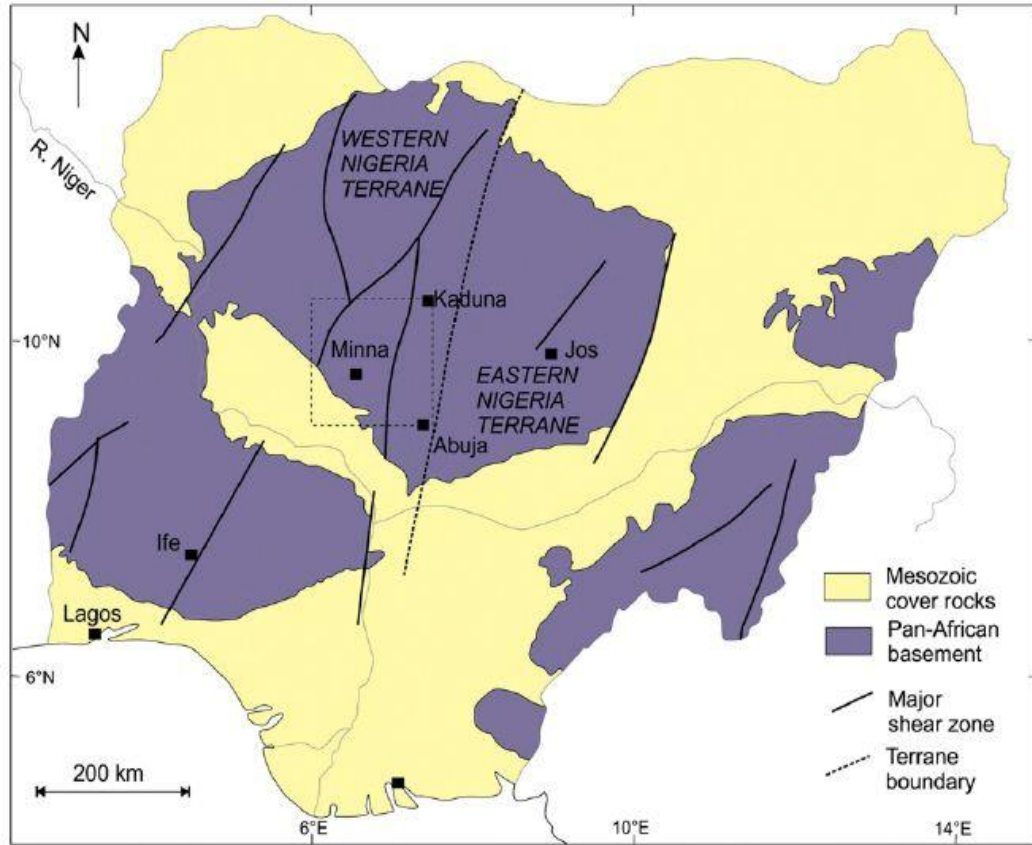 N
R. Niger
WESTERN
NIGERIA
TERRANE
Kaduna
10°N
Minna
Jos
EASTERN
NIGERIA
TERRANE
Abuja
Ife
Lagos
Mesozoic
cover rocks
Pan-African
basement
6°N
Major
shear zone
Terrane
boundary
200 km
6°E
10°E
14°E